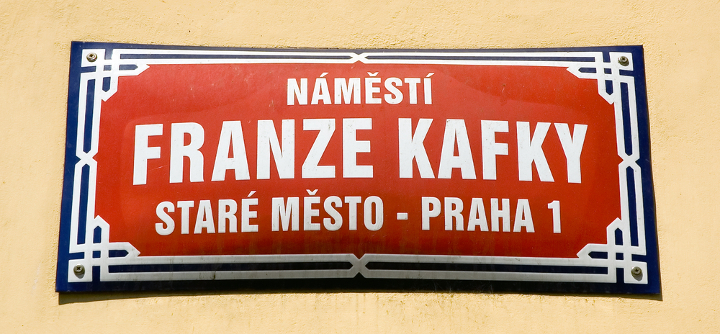 NÁMĚSTÍ
FRANZE KAFKY
STARÉ MĚSTO - PRAHA 1